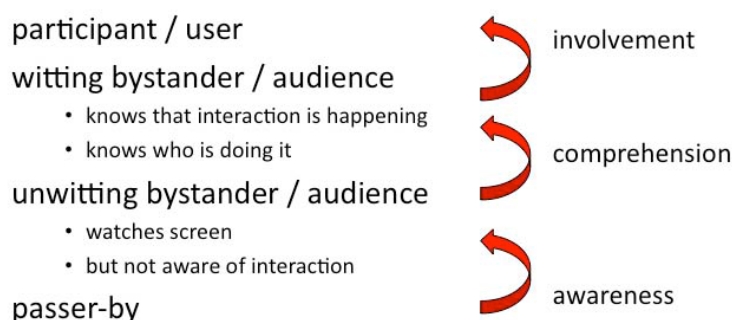 participant / user
involvement
witting bystander / audience
• knows that interaction is happening
• knows who is doing it
comprehension
unwitting bystander / audience
• watches screen
• but not aware of interaction
awareness
passer-by